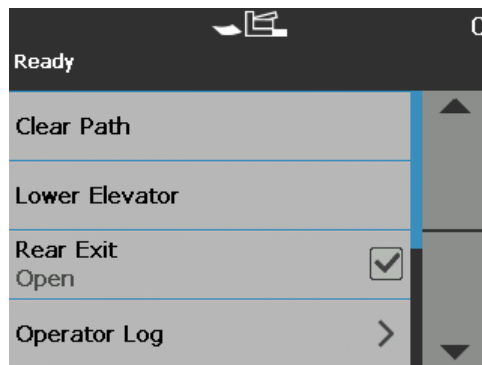 Ready
Clear Path
Lower Elevator
Rear Exit
Open
Operator Log